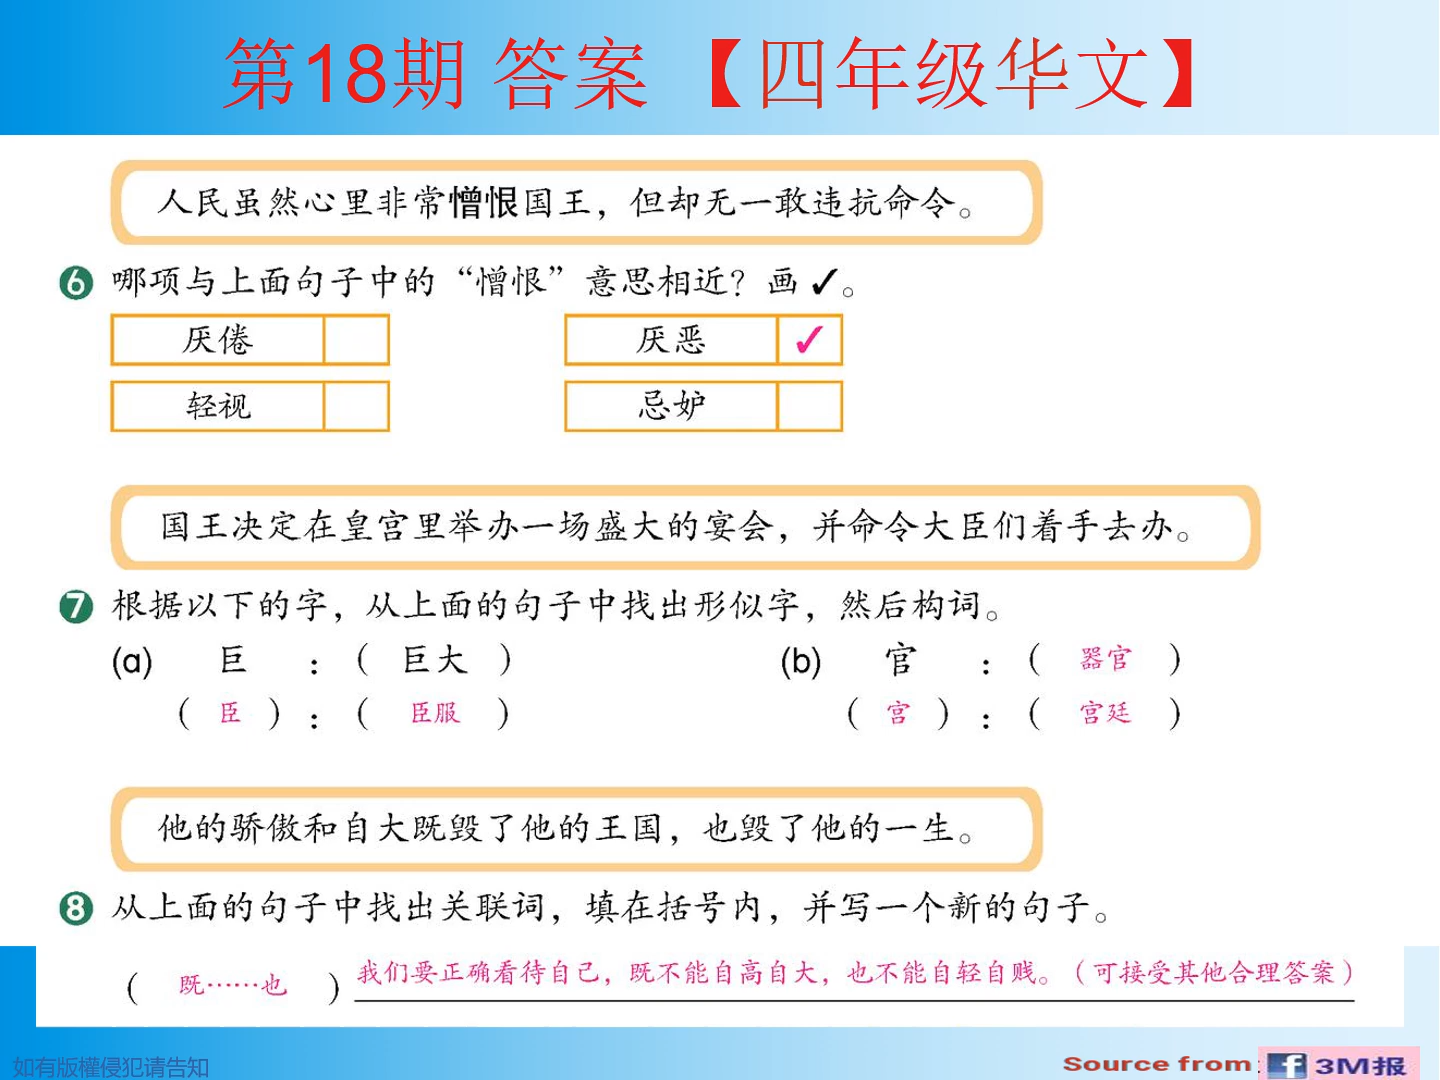 第18期 答案 【四年级华文】
人民虽然心里非常憎恨国王，但却无一敢违抗命令。
6 哪项与上面句子中的“憎恨”意思相近？画 ✓。
厌倦 厌恶 ✓
轻视 忌妒
国王决定在皇宫里举办一场盛大的宴会，并命令大臣们着手去办。
7 根据以下的字，从上面的句子中找出形似字，然后构词。
(a) 巨 ：（ 巨大 ） (b) 官 ：（ 器官 ）
（ 臣 ）：（ 臣服 ） （ 宫 ）：（ 宫廷 ）
他的骄傲和自大既毁了他的王国，也毁了他的一生。
8 从上面的句子中找出关联词，填在括号内，并写一个新的句子。
（ 既……也 ） 我们要正确看待自己，既不能自高自大，也不能自轻自贱。（可接受其他合理答案）
如有版權侵犯请告知
Source from : f 3M报